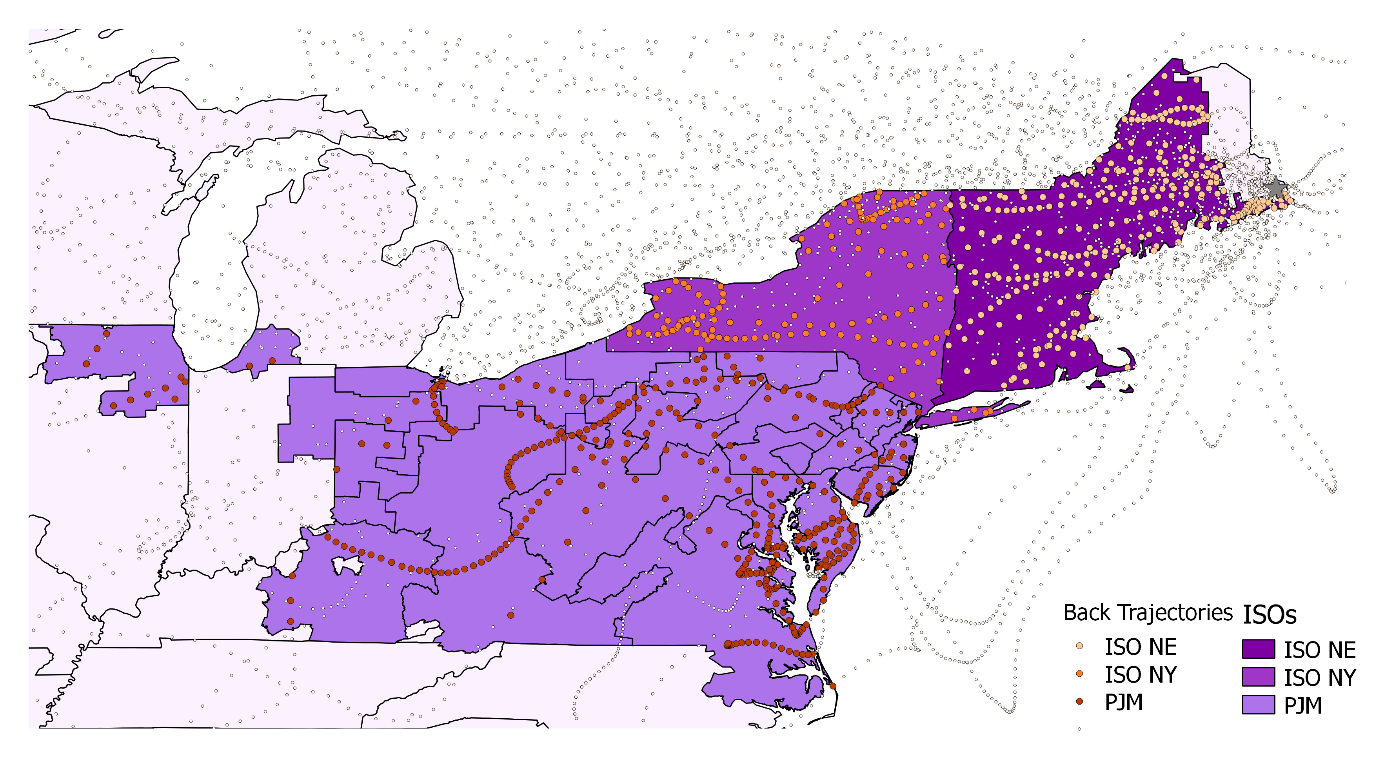 Back Trajectories ISOs
ISO NE ISO NE
ISO NY ISO NY
PJM PJM